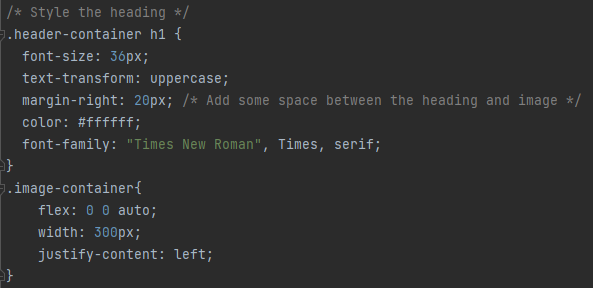 /* Style the heading */
.header-container h1 {
  font-size: 36px;
  text-transform: uppercase;
  margin-right: 20px; /* Add some space between the heading and image */
  color: #ffffff;
  font-family: "Times New Roman", Times, serif;
}
.image-container{
    flex: 0 0 auto;
    width: 300px;
    justify-content: left;
}